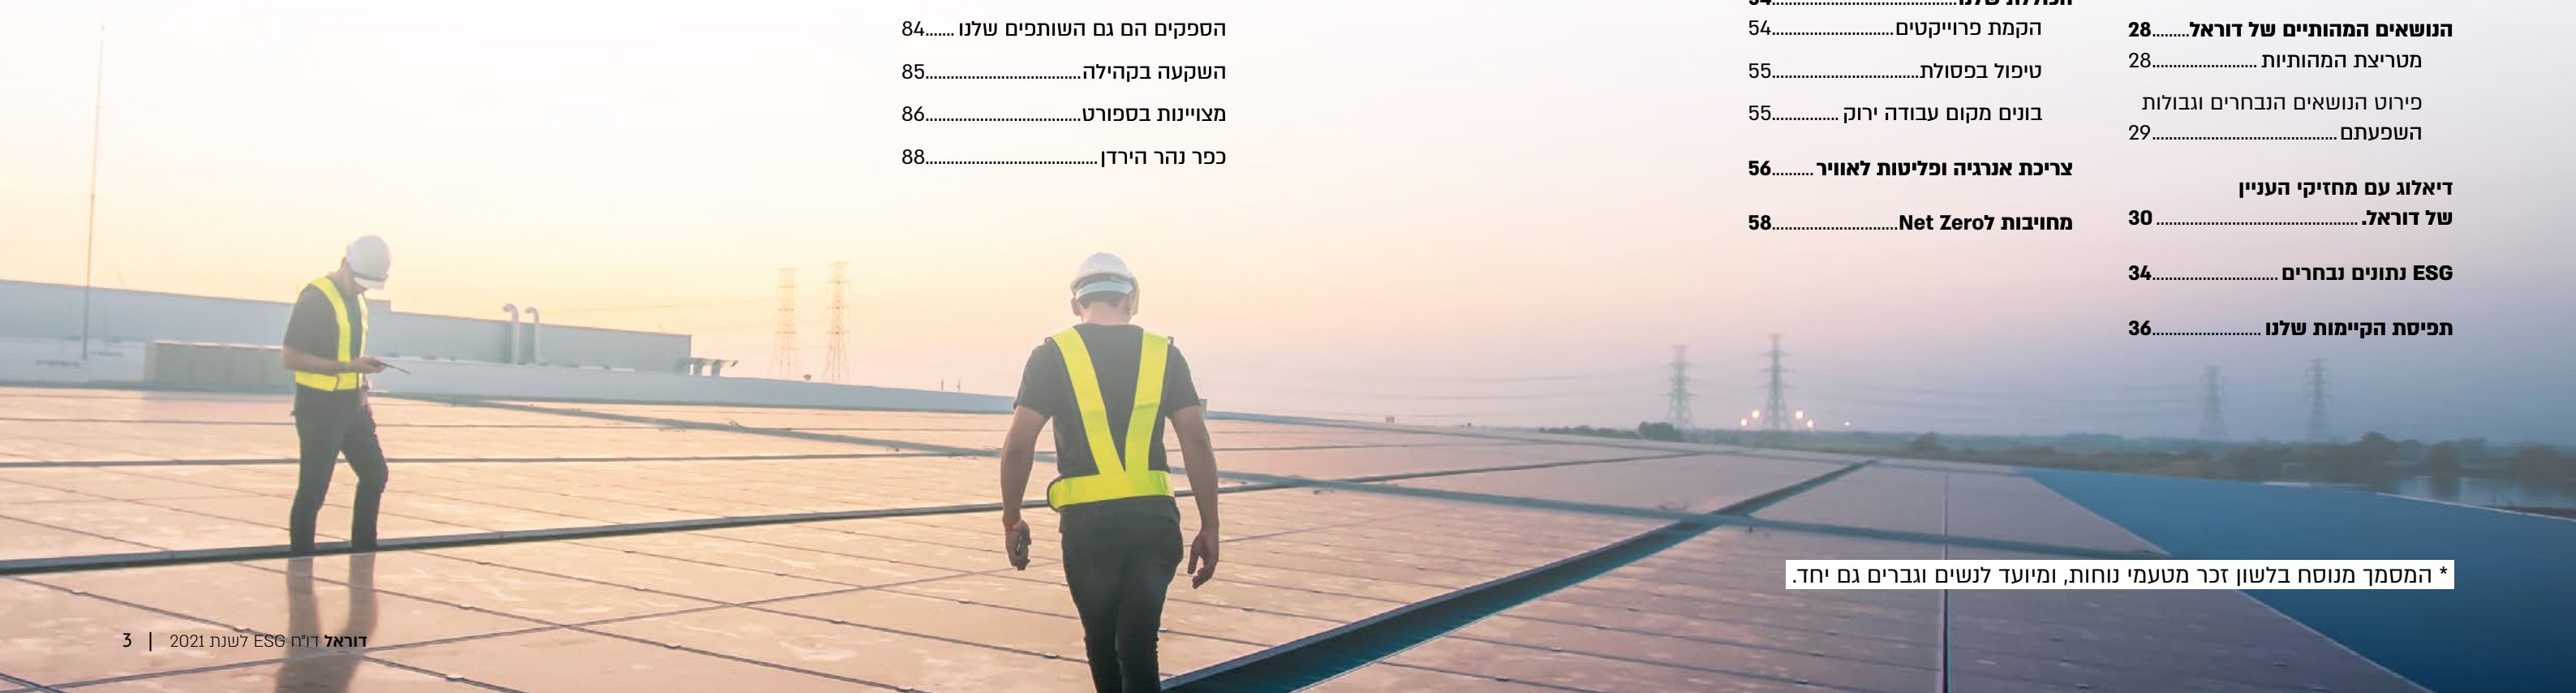 הנושאים המהותיים של דוראל.........28
מטריצת המהותיות.........................28
פירוט הנושאים הנבחרים וגבולות
השפעתם............................................29
דיאלוג עם מחזיקי העניין
של דוראל. ................................................30
ESG נתונים נבחרים..............................34
תפיסת הקיימות שלנו..........................36
הקמת פרוייקטים.............................54
טיפול בפסולת...................................55
בונים מקום עבודה ירוק................55
צריכת אנרגיה ופליטות לאוויר..........56
מחויבות לNet Zero..............................58
הספקים הם גם השותפים שלנו.......84
השקעה בקהילה.....................................85
מצויינות בספורט.....................................86
כפר נהר הירדן.........................................88
* המסמך מנוסח בלשון זכר מטעמי נוחות, ומיועד לנשים וגברים גם יחד.
דוראל דו"ח ESG לשנת 2021 | 3